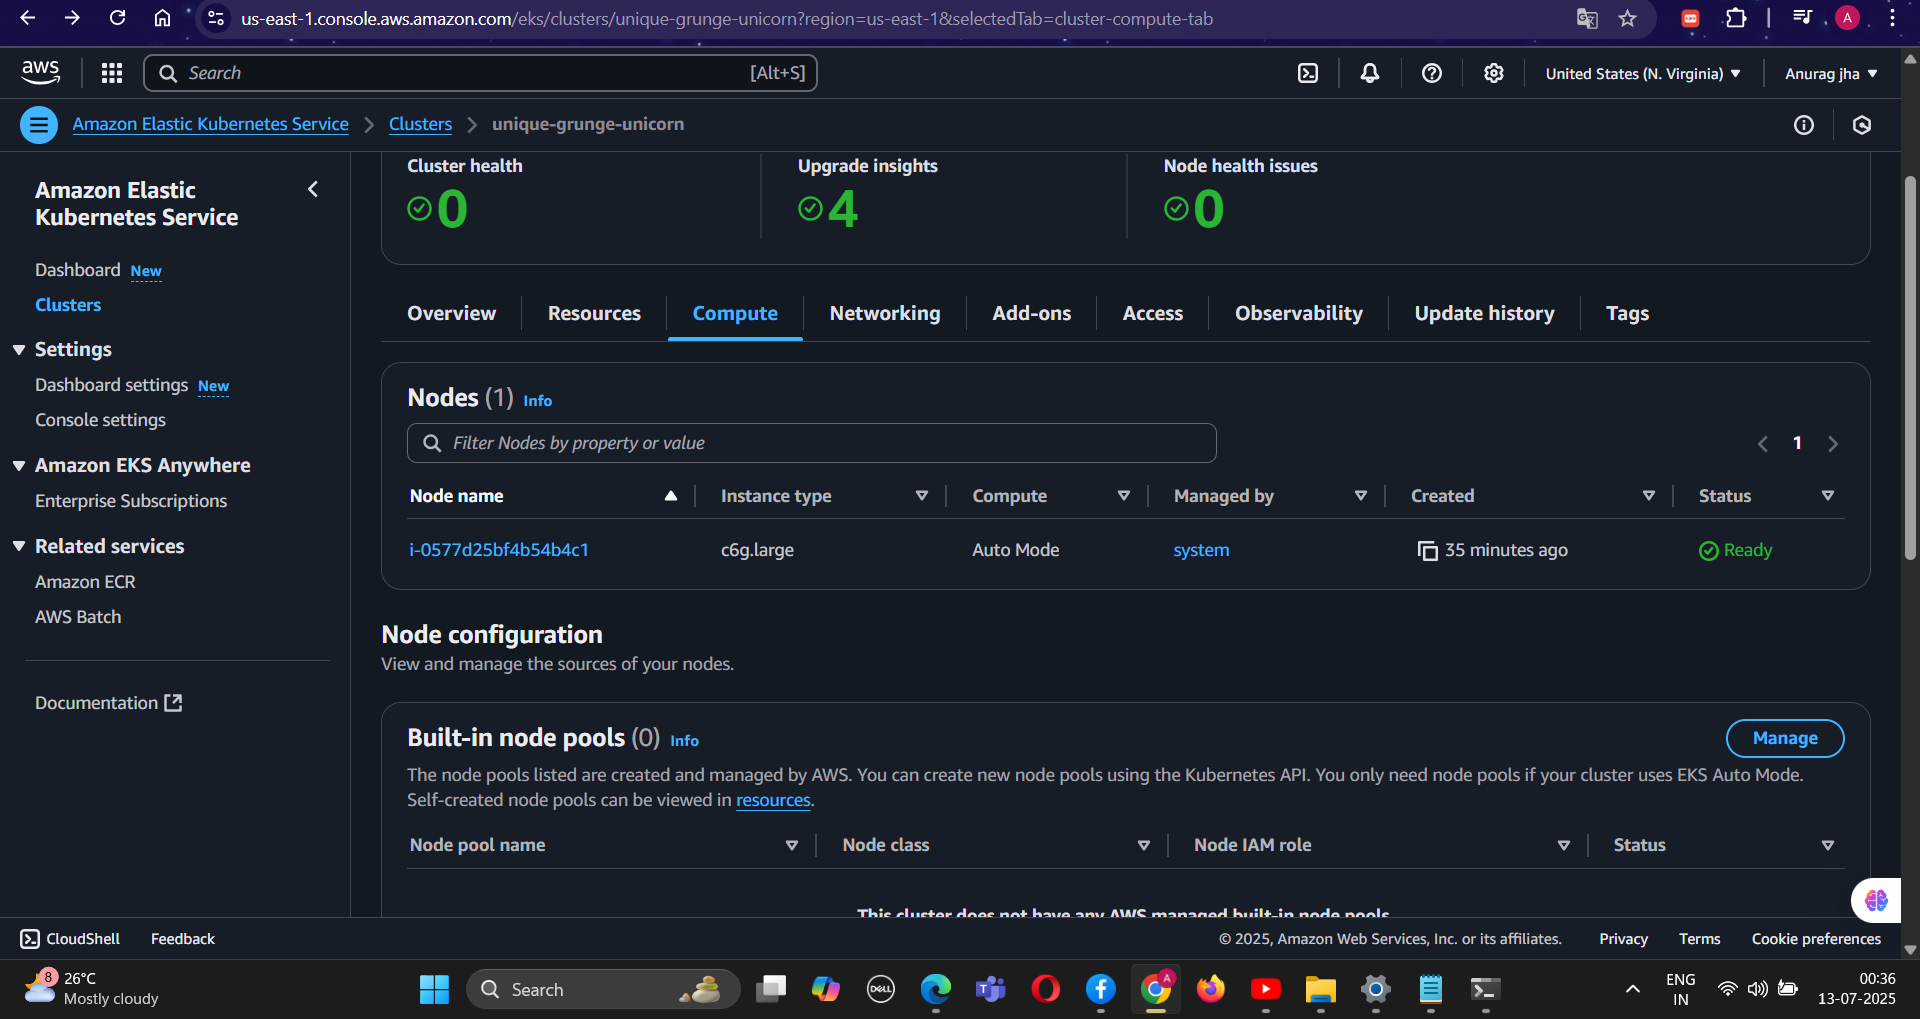 us-east-1.console.aws.amazon.com/eks/clusters/unique-grunge-unicorn?region=us-east-1&selectedTab=cluster-compute-tab
A
aws
Search
[Alt+S]
United States (N. Virginia)
Anurag jha
Amazon Elastic Kubernetes Service
Clusters
unique-grunge-unicorn
Amazon Elastic
Kubernetes Service
Dashboard New
Clusters
Settings
Dashboard settings New
Console settings
Amazon EKS Anywhere
Enterprise Subscriptions
Related services
Amazon ECR
AWS Batch
Documentation
Cluster health
0
Upgrade insights
4
Node health issues
0
Overview
Resources
Compute
Networking
Add-ons
Access
Observability
Update history
Tags
Nodes (1) Info
Filter Nodes by property or value
1
Node name
Instance type
Compute
Managed by
Created
Status
i-0577d25bf4b54b4c1
c6g.large
Auto Mode
system
35 minutes ago
Ready
Node configuration
View and manage the sources of your nodes.
Built-in node pools (0) Info
Manage
The node pools listed are created and managed by AWS. You can create new node pools using the Kubernetes API. You only need node pools if your cluster uses EKS Auto Mode.
Self-created node pools can be viewed in resources.
Node pool name
Node class
Node IAM role
Status
This cluster does not have any AWS managed built-in node pools
CloudShell
Feedback
© 2025, Amazon Web Services, Inc. or its affiliates.
Privacy
Terms
Cookie preferences
8
26°C
Mostly cloudy
Search
DELL
A
ENG
IN
00:36
13-07-2025